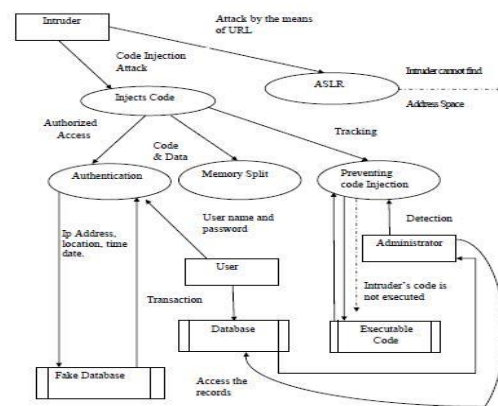 Intruder
Attack by the means
of URL
Code Injection
Attack
ASLR
Intruder cannot find
Address Space
Injects Code
Authorized
Access
Tracking
Code
& Data
Authentication
Memory Split
Preventing
code Injection
User name and
password
Detection
Ip Address,
location, time
date.
Administrator
User
Intruder's code is
not executed
Transaction
Database
Executable
Code
Fake Database
Access the
records